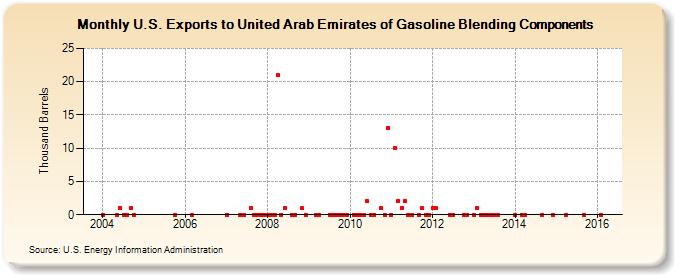 Monthly U.S. Exports to United Arab Emirates of Gasoline Blending Components
Thousand Barrels
25
20
15
10
5
0
2004 2006 2008 2010 2012 2014 2016
Source: U.S. Energy Information Administration